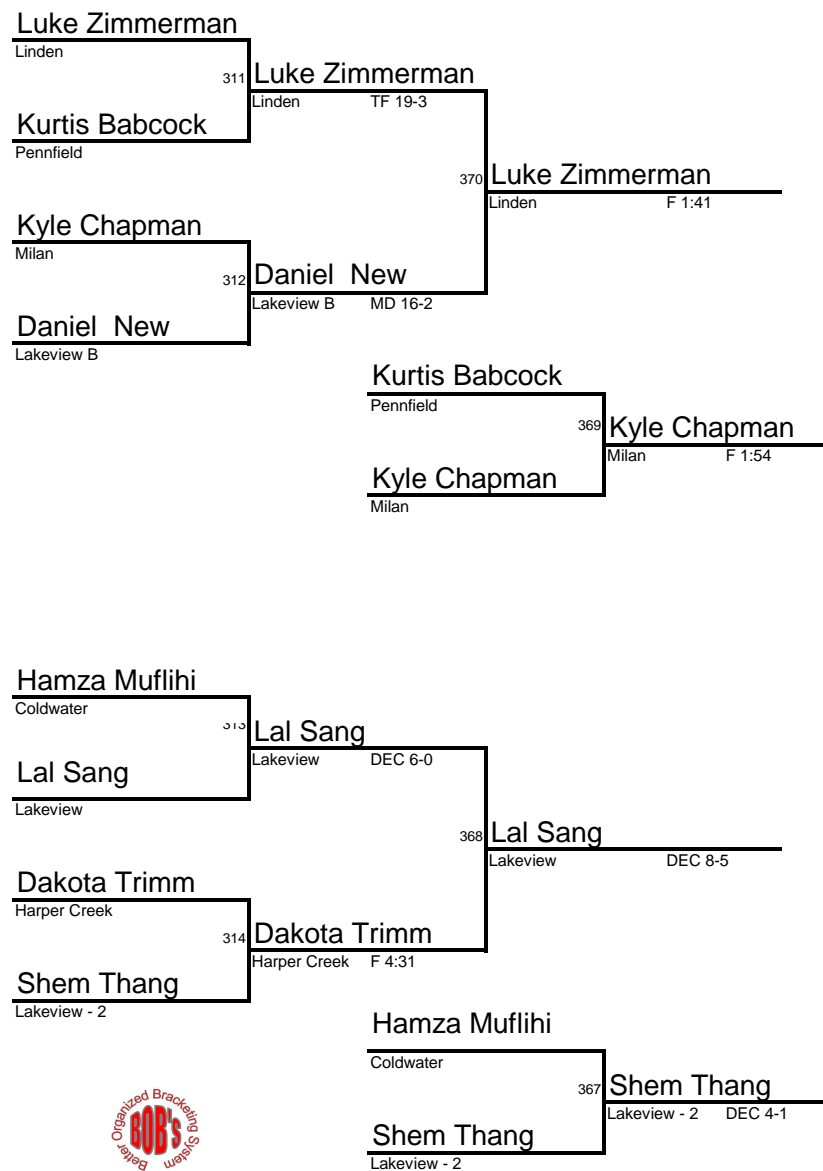 Luke Zimmerman
Linden
311 Luke Zimmerman
Linden TF 19-3
Kurtis Babcock
Pennfield
370 Luke Zimmerman
Linden F 1:41
Kyle Chapman
Milan
312 Daniel  New
Lakeview B MD 16-2
Daniel  New
Lakeview B
Kurtis Babcock
Pennfield
369 Kyle Chapman
Milan F 1:54
Kyle Chapman
Milan
Hamza Muflihi
Coldwater
313 Lal Sang
Lakeview DEC 6-0
Lal Sang
Lakeview
368 Lal Sang
Lakeview DEC 8-5
Dakota Trimm
Harper Creek
314 Dakota Trimm
Harper Creek F 4:31
Shem Thang
Lakeview - 2
Hamza Muflihi
Coldwater
367 Shem Thang
Lakeview - 2 DEC 4-1
Shem Thang
Lakeview - 2
Better Organized Bracketing System
BOB'S